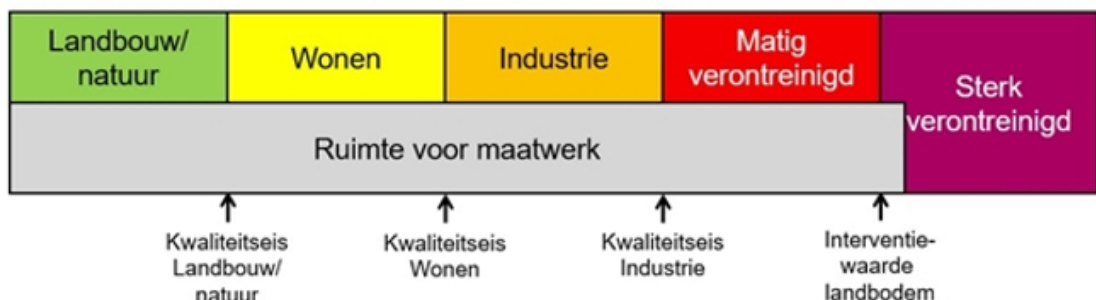 Landbouw/
natuur
Wonen
Industrie
Matig
verontreinigd
Sterk
verontreinigd
Ruimte voor maatwerk
Kwaliteitseis
Landbouw/
natuur
Kwaliteitseis
Wonen
Kwaliteitseis
Industrie
Interventie-
waarde
landbodem